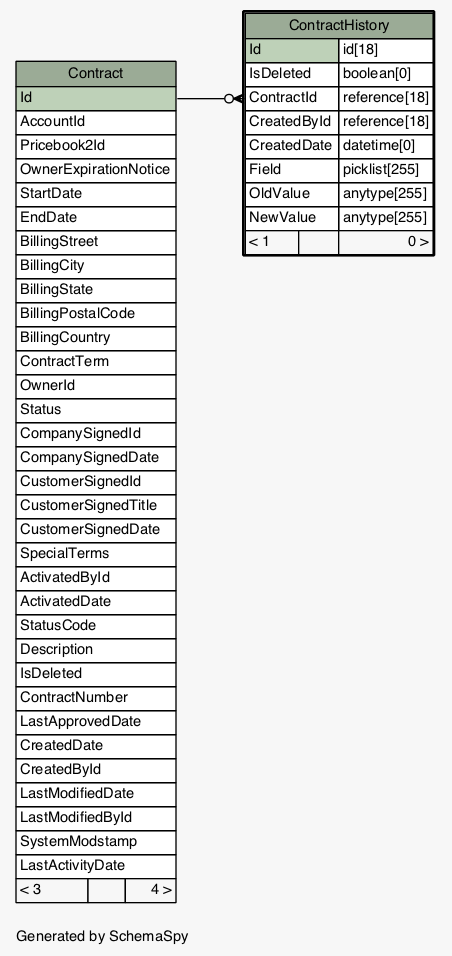 ContractHistory
Id id[18]
IsDeleted boolean[0]
ContractId reference[18]
CreatedById reference[18]
CreatedDate datetime[0]
Field picklist[255]
OldValue anytype[255]
NewValue anytype[255]
< 1 0 >
Contract
Id
AccountId
Pricebook2Id
OwnerExpirationNotice
StartDate
EndDate
BillingStreet
BillingCity
BillingState
BillingPostalCode
BillingCountry
ContractTerm
OwnerId
Status
CompanySignedId
CompanySignedDate
CustomerSignedId
CustomerSignedTitle
CustomerSignedDate
SpecialTerms
ActivatedById
ActivatedDate
StatusCode
Description
IsDeleted
ContractNumber
LastApprovedDate
CreatedDate
CreatedById
LastModifiedDate
LastModifiedById
SystemModstamp
LastActivityDate
< 3 4 >
Generated by SchemaSpy